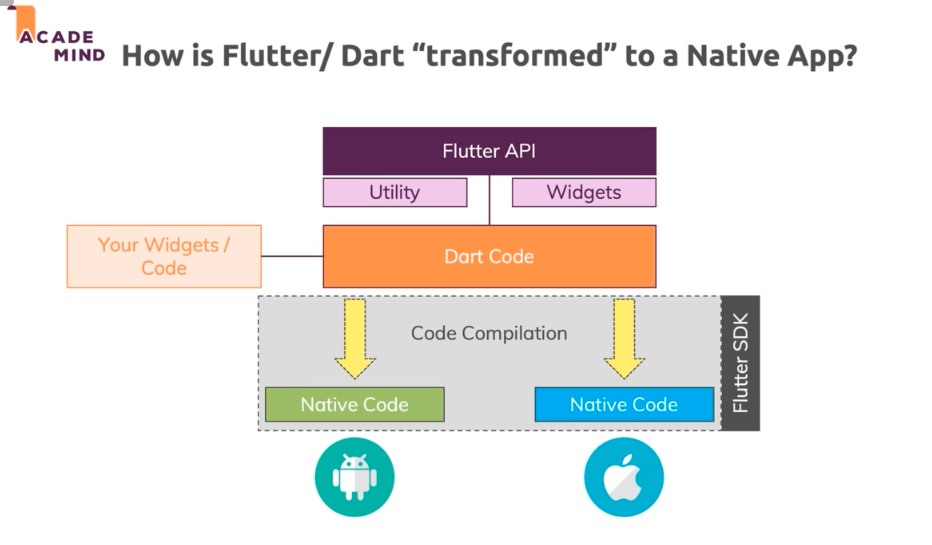 ACADE
MIND
How is Flutter/ Dart “transformed” to a Native App?
Flutter API
Utility
Widgets
Your Widgets /
Code
Dart Code
Code Compilation
Flutter SDK
Native Code
Native Code